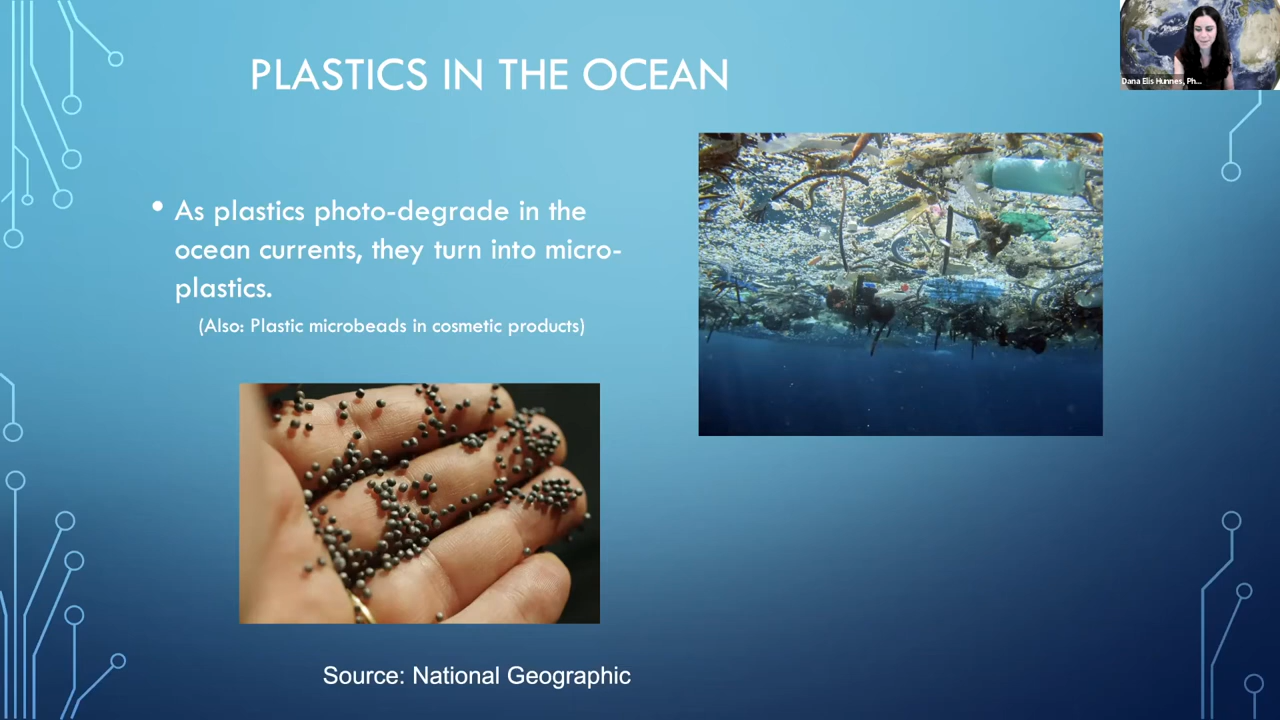 PLASTICS IN THE OCEAN
Dana Elis Hunnes, Ph...
• As plastics photo-degrade in the
ocean currents, they turn into micro-
plastics.
(Also: Plastic microbeads in cosmetic products)
Source: National Geographic